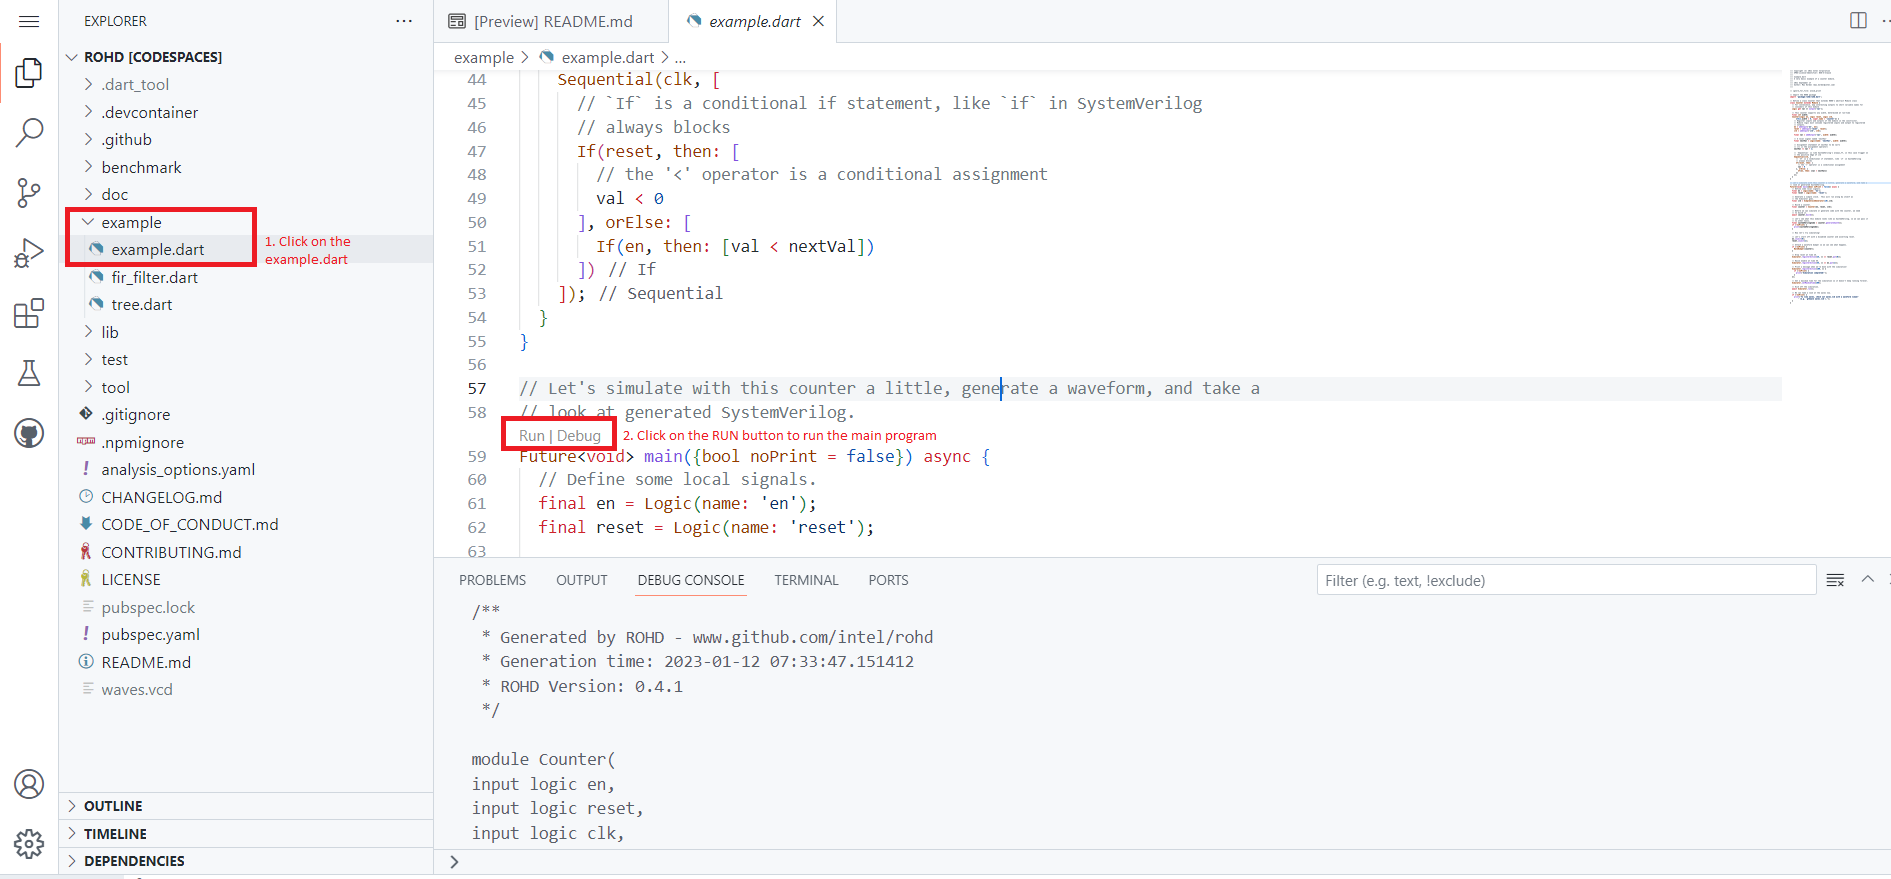 EXPLORER
ROHD [CODESPACES]
.dart_tool
.devcontainer
.github
benchmark
doc
example
example.dart
1. Click on the
example.dart
fir_filter.dart
tree.dart
lib
test
tool
.gitignore
.npmignore
analysis_options.yaml
CHANGELOG.md
CODE_OF_CONDUCT.md
CONTRIBUTING.md
LICENSE
pubspec.lock
pubspec.yaml
README.md
waves.vcd
OUTLINE
TIMELINE
DEPENDENCIES
[Preview] README.md
example.dart
example > example.dart > ...
44 Sequential(clk, [
45 // `If` is a conditional if statement, like `if` in SystemVerilog
46 // always blocks
47 If(reset, then: [
48 // the '<' operator is a conditional assignment
49 val < 0
50 ], orElse: [
51 If(en, then: [val < nextVal])
52 ]) // If
53 ]); // Sequential
54 }
55 }
56
57 // Let's simulate with this counter a little, generate a waveform, and take a
58 // look at generated SystemVerilog.
Run | Debug
2. Click on the RUN button to run the main program
59 Future<void> main({bool noPrint = false}) async {
60 // Define some local signals.
61 final en = Logic(name: 'en');
62 final reset = Logic(name: 'reset');
63
PROBLEMS OUTPUT DEBUG CONSOLE TERMINAL PORTS
Filter (e.g. text, !exclude)
/**
* Generated by ROHD - www.github.com/intel/rohd
* Generation time: 2023-01-12 07:33:47.151412
* ROHD Version: 0.4.1
*/
module Counter(
input logic en,
input logic reset,
input logic clk,